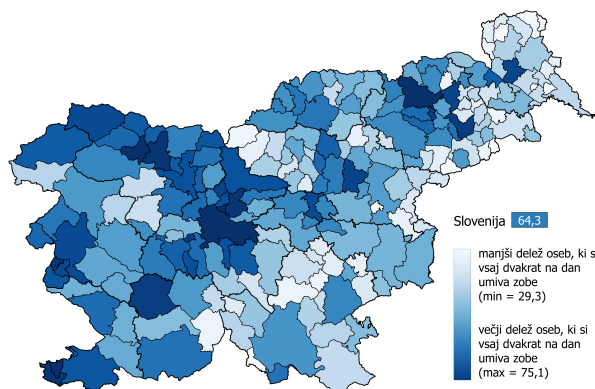 Slovenija 64,3
manjši delež oseb, ki si
vsaj dvakrat na dan
umiva zobe
(min = 29,3)
večji delež oseb, ki si
vsaj dvakrat na dan
umiva zobe
(max = 75,1)